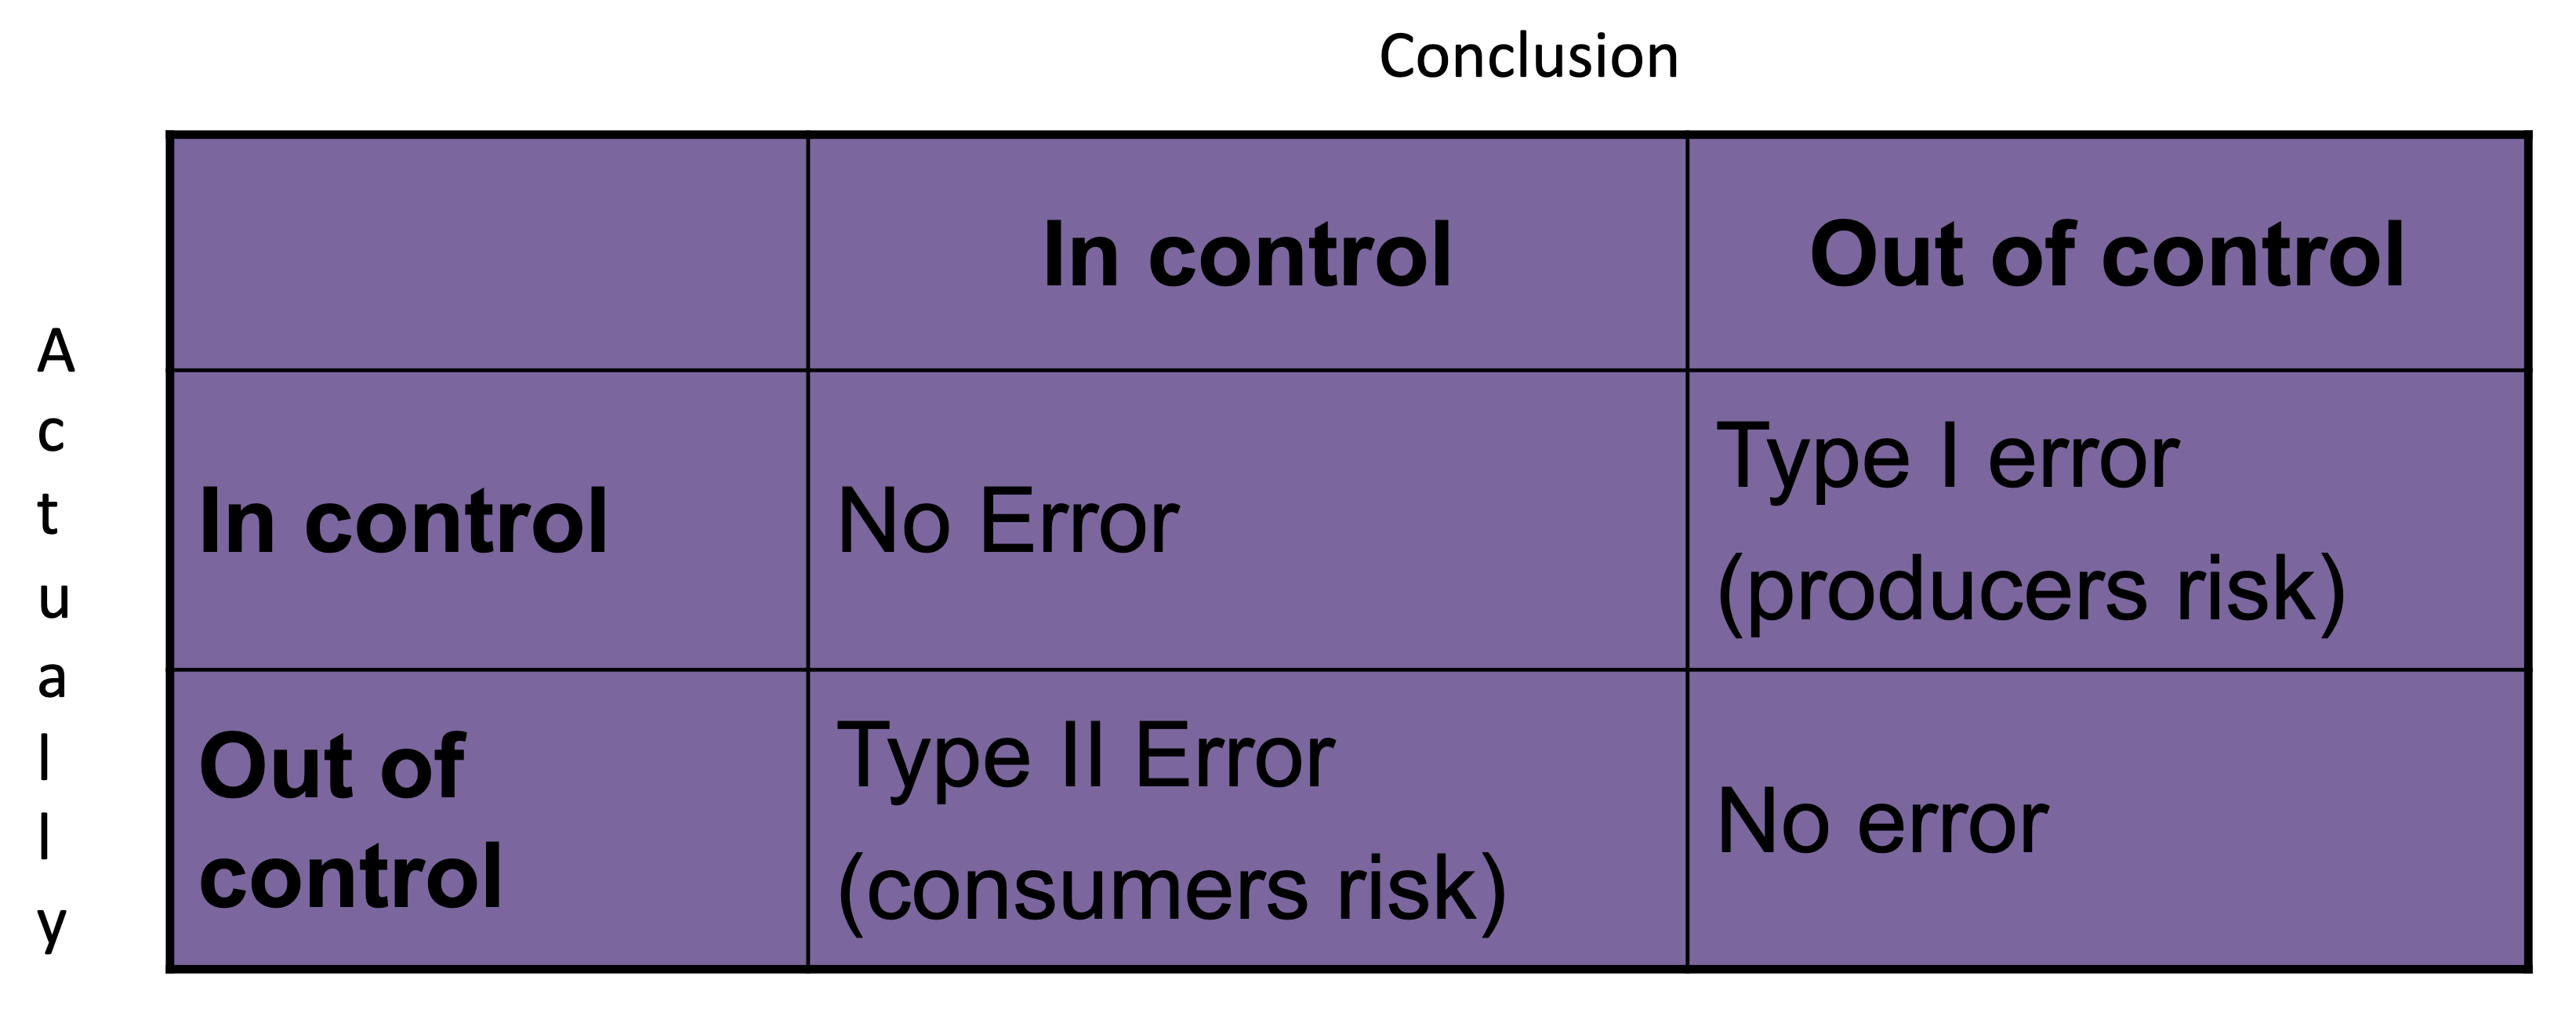 Conclusion
In control
Out of control
Actually
In control
No Error
Type I error
(producers risk)
Out of
control
Type II Error
(consumers risk)
No error